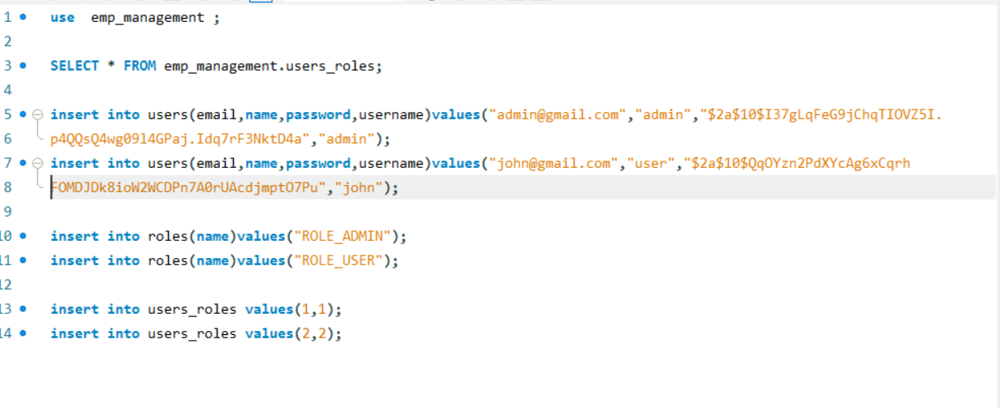 1 use emp_management ;
2
3 SELECT * FROM emp_management.users_roles;
4
5 insert into users(email,name,password,username)values("admin@gmail.com","admin","$2a$10$I37gLqFeG9jChqTIOVZ5I.
6 p4QQsQ4wg09l4GPaj.Idq7rF3NktD4a","admin");
7 insert into users(email,name,password,username)values("john@gmail.com","user","$2a$10$QqOYzn2PdXYcAg6xCqrh
8 FOMDJDk8ioW2WCDPn7A0rUAcdjmptO7Pu","john");
9
10 insert into roles(name)values("ROLE_ADMIN");
11 insert into roles(name)values("ROLE_USER");
12
13 insert into users_roles values(1,1);
14 insert into users_roles values(2,2);